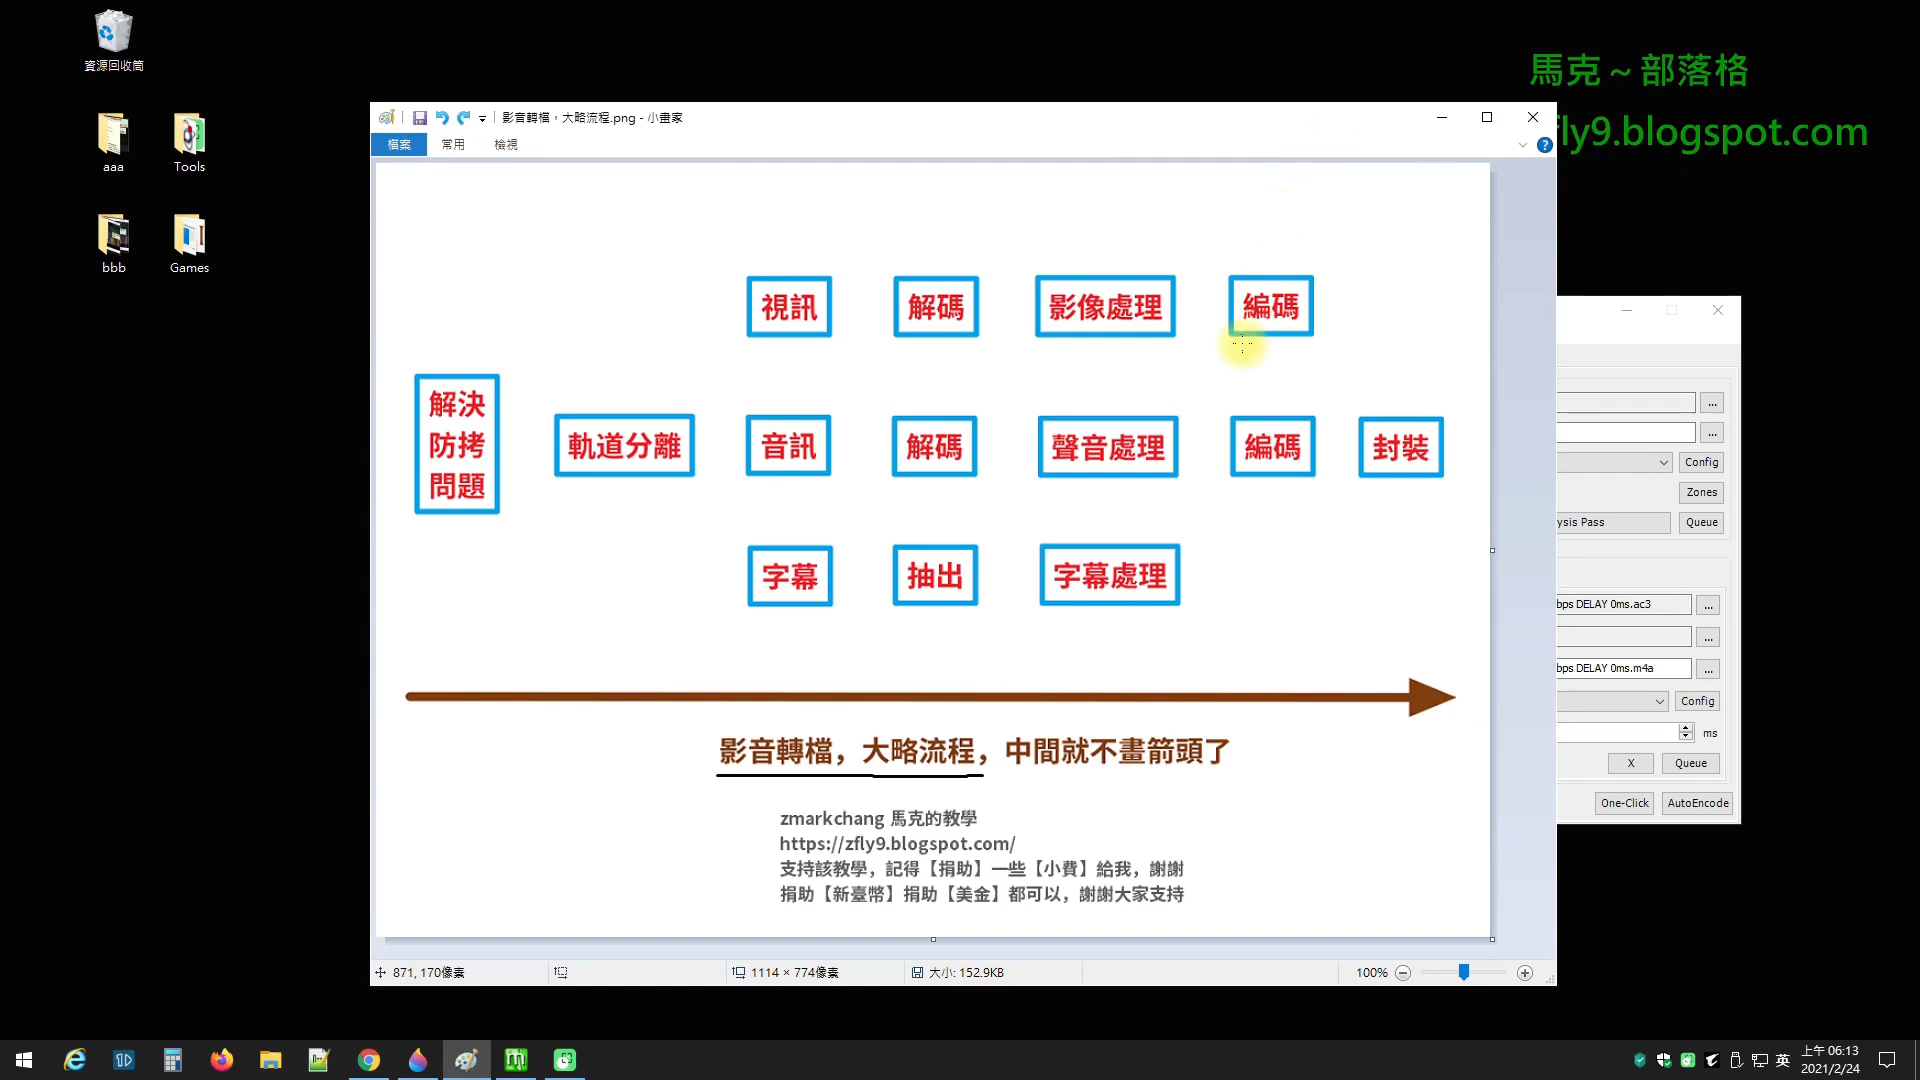 資源回收筒
aaa
Tools
bbb
Games
馬克～部落格
fly9.blogspot.com
影音轉檔，大略流程.png - 小畫家
檔案
常用
檢視
視訊
解碼
影像處理
編碼
解決
防拷
問題
軌道分離
音訊
解碼
聲音處理
編碼
封裝
字幕
抽出
字幕處理
影音轉檔，大略流程，中間就不畫箭頭了
zmarkchang 馬克的教學
https://zfly9.blogspot.com/
支持該教學，記得【捐助】一些【小費】給我，謝謝
捐助【新臺幣】捐助【美金】都可以，謝謝大家支持
871, 170像素
1114 × 774像素
大小: 152.9KB
100%
...
...
Config
Zones
ysis Pass
Queue
bps DELAY 0ms.ac3
...
...
bps DELAY 0ms.m4a
...
Config
ms
X
Queue
One-Click
AutoEncode
英
上午 06:13
2021/2/24